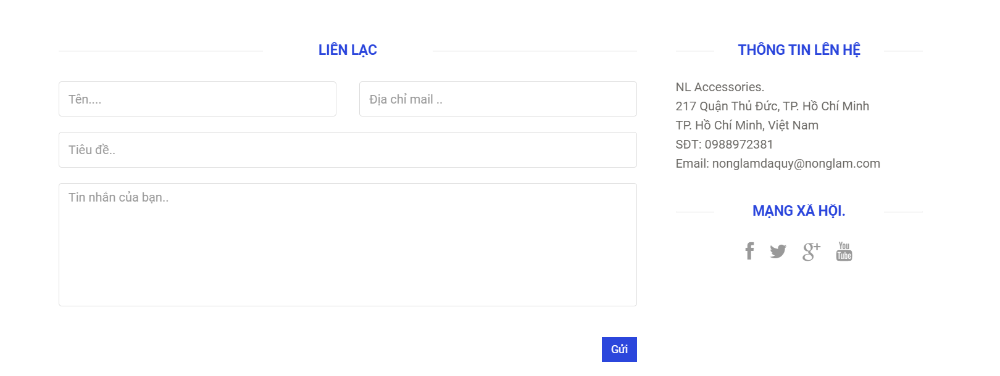 LIÊN LẠC
Tên....
Địa chỉ mail ..
Tiêu đề..
Tin nhắn của bạn..
Gửi
THÔNG TIN LÊN HỆ
NL Accessories.
217 Quận Thủ Đức, TP. Hồ Chí Minh
TP. Hồ Chí Minh, Việt Nam
SĐT: 0988972381
Email: nonglamdaquy@nonglam.com
MẠNG XÃ HỘI.
f
g+
You
Tube